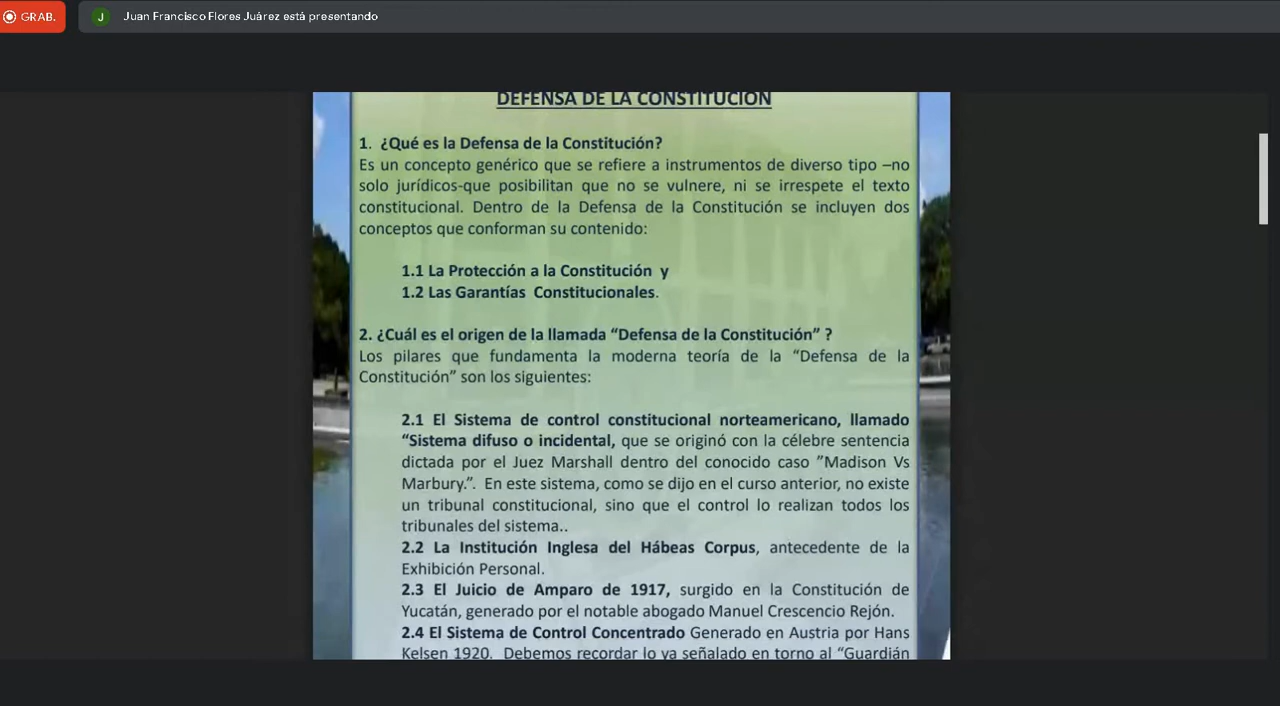 GRAB.
J
Juan Francisco Flores Juárez está presentando
DEFENSA DE LA CONSTITUCIÓN
1. ¿Qué es la Defensa de la Constitución?
Es un concepto genérico que se refiere a instrumentos de diverso tipo –no
solo jurídicos-que posibilitan que no se vulnere, ni se irrespete el texto
constitucional. Dentro de la Defensa de la Constitución se incluyen dos
conceptos que conforman su contenido:
1.1 La Protección a la Constitución y
1.2 Las Garantías Constitucionales.
2. ¿Cuál es el origen de la llamada “Defensa de la Constitución” ?
Los pilares que fundamenta la moderna teoría de la “Defensa de la
Constitución” son los siguientes:
2.1 El Sistema de control constitucional norteamericano, llamado
“Sistema difuso o incidental, que se originó con la célebre sentencia
dictada por el Juez Marshall dentro del conocido caso ”Madison Vs
Marbury.”. En este sistema, como se dijo en el curso anterior, no existe
un tribunal constitucional, sino que el control lo realizan todos los
tribunales del sistema..
2.2 La Institución Inglesa del Hábeas Corpus, antecedente de la
Exhibición Personal.
2.3 El Juicio de Amparo de 1917, surgido en la Constitución de
Yucatán, generado por el notable abogado Manuel Crescencio Rejón.
2.4 El Sistema de Control Concentrado Generado en Austria por Hans
Kelsen 1920. Debemos recordar lo ya señalado en torno al “Guardián